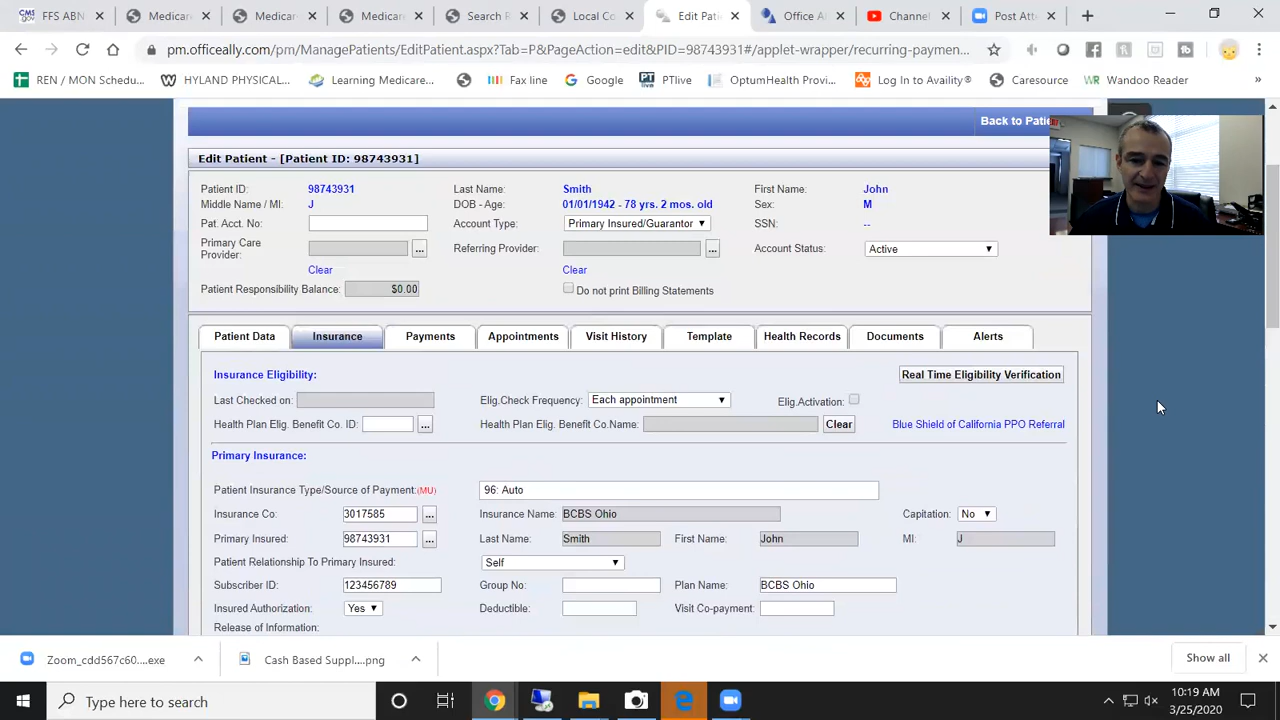 FFS ABN
Medicare
Medicare
Medicare
Search R
Local Co
Edit Pati
Office Al
Channel
Post Att
pm.officeally.com/pm/ManagePatients/EditPatient.aspx?Tab=P&PageAction=edit&PID=98743931#/applet-wrapper/recurring-paymen...
REN / MON Schedu...
HYLAND PHYSICAL...
Learning Medicare...
Fax line
Google
PTlive
OptumHealth Provi...
Log In to Availity®
Caresource
Wandoo Reader
»
Back to Patie
Edit Patient - [Patient ID: 98743931]
Patient ID: 98743931 Last Name: Smith First Name: John
Middle Name / MI: J DOB - Age: 01/01/1942 - 78 yrs. 2 mos. old Sex: M
Pat. Acct. No: Account Type: Primary Insured/Guarantor SSN: --
Primary Care Provider: ... Referring Provider: ... Account Status: Active
Clear Clear
Patient Responsibility Balance: $0.00 Do not print Billing Statements
Patient Data Insurance Payments Appointments Visit History Template Health Records Documents Alerts
Insurance Eligibility: Real Time Eligibility Verification
Last Checked on: Elig.Check Frequency: Each appointment Elig.Activation:
Health Plan Elig. Benefit Co. ID: ... Health Plan Elig. Benefit Co.Name: Clear Blue Shield of California PPO Referral
Primary Insurance:
Patient Insurance Type/Source of Payment:(MU) 96: Auto
Insurance Co: 3017585 ... Insurance Name: BCBS Ohio Capitation: No
Primary Insured: 98743931 ... Last Name: Smith First Name: John MI: J
Patient Relationship To Primary Insured: Self
Subscriber ID: 123456789 Group No: Plan Name: BCBS Ohio
Insured Authorization: Yes Deductible: Visit Co-payment:
Release of Information:
Zoom_cdd567c60....exe Cash Based Suppl....png Show all
Type here to search
10:19 AM
3/25/2020